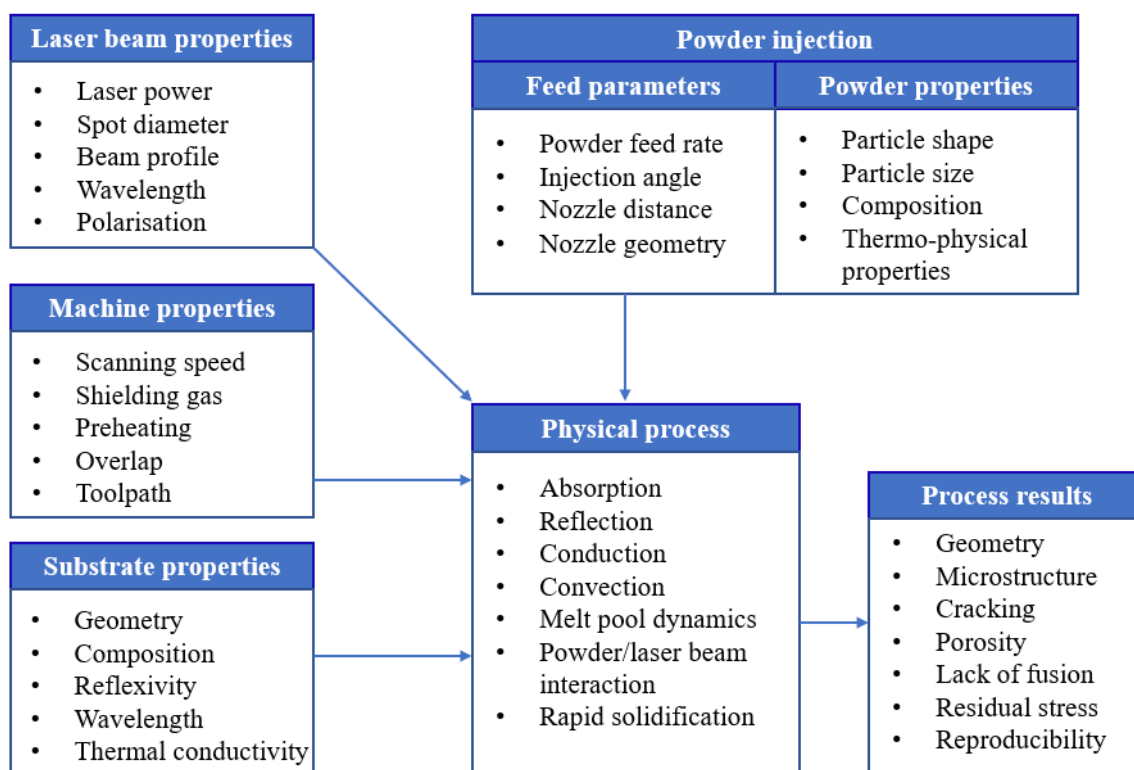 Laser beam properties
• Laser power
• Spot diameter
• Beam profile
• Wavelength
• Polarisation
Powder injection
Feed parameters
• Powder feed rate
• Injection angle
• Nozzle distance
• Nozzle geometry
Powder properties
• Particle shape
• Particle size
• Composition
• Thermo-physical
properties
Machine properties
• Scanning speed
• Shielding gas
• Preheating
• Overlap
• Toolpath
Substrate properties
• Geometry
• Composition
• Reflexivity
• Wavelength
• Thermal conductivity
Physical process
• Absorption
• Reflection
• Conduction
• Convection
• Melt pool dynamics
• Powder/laser beam
interaction
• Rapid solidification
Process results
• Geometry
• Microstructure
• Cracking
• Porosity
• Lack of fusion
• Residual stress
• Reproducibility